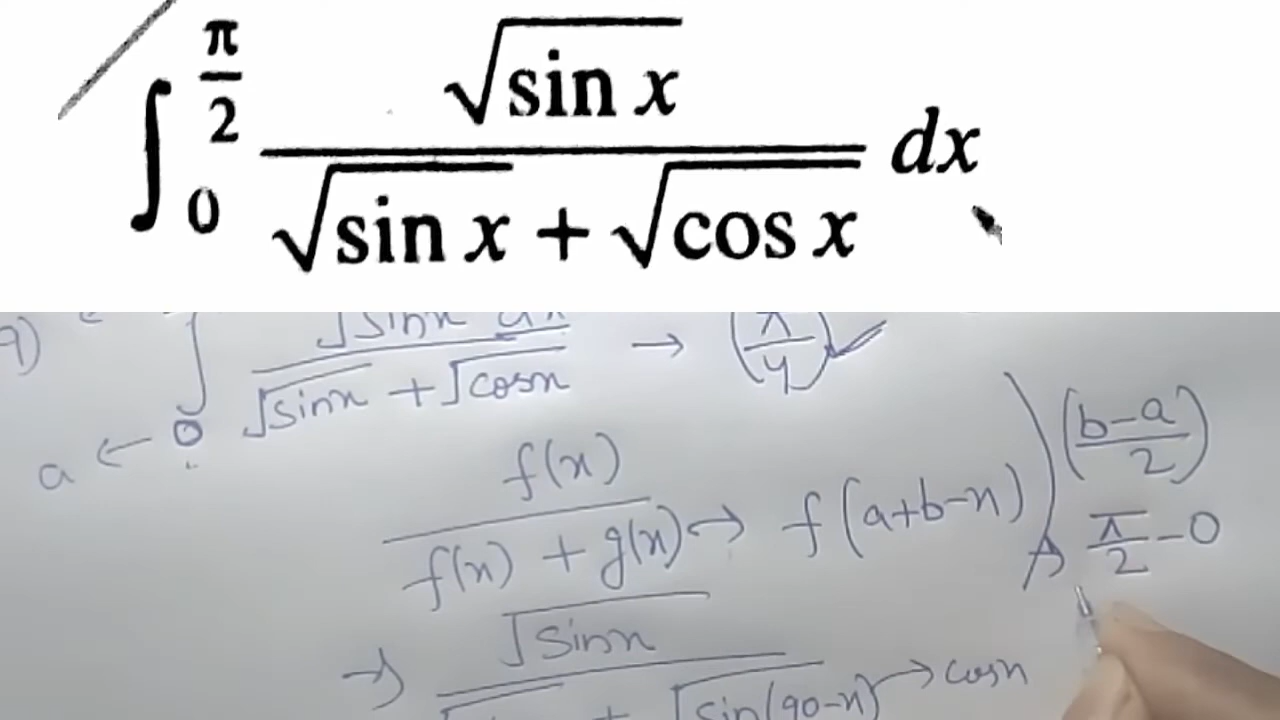 ∫₀^(π/2) √(sin x) / (√(sin x) + √(cos x)) dx
9) ∫₀ √sinx dx / (√sinx + √cosx) → (π/4) ✓
a ← 0
f(x) / (f(x) + g(x)) → f(a+b-x) ) (b-a / 2)
→ π/2 - 0
→ √sinx / + √sin(90-x) → cosx